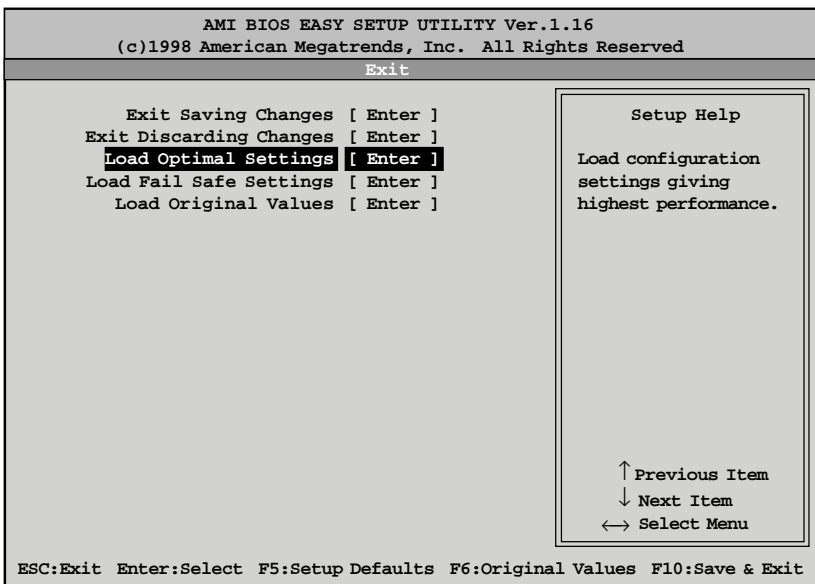 AMI BIOS EASY SETUP UTILITY Ver.1.16
(c)1998 American Megatrends, Inc. All Rights Reserved
Exit
Exit Saving Changes [ Enter ]
Exit Discarding Changes [ Enter ]
Load Optimal Settings [ Enter ]
Load Fail Safe Settings [ Enter ]
Load Original Values [ Enter ]
Setup Help
Load configuration
settings giving
highest performance.
↑ Previous Item
↓ Next Item
←→ Select Menu
ESC:Exit Enter:Select F5:Setup Defaults F6:Original Values F10:Save & Exit